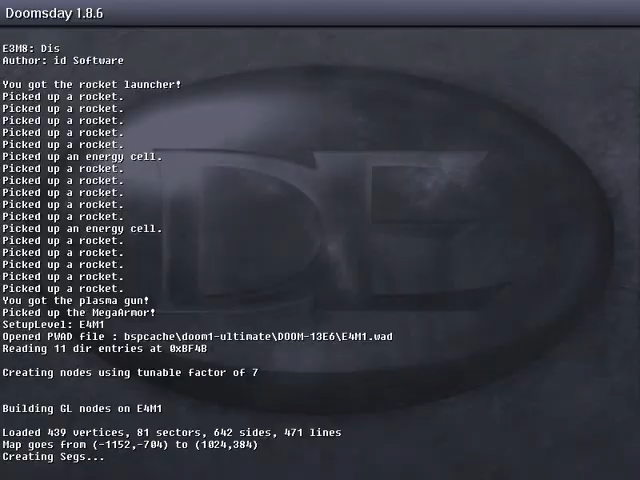 Doomsday 1.8.6
E3M8: Dis
Author: id Software
You got the rocket launcher!
Picked up a rocket.
Picked up a rocket.
Picked up a rocket.
Picked up a rocket.
Picked up a rocket.
Picked up an energy cell.
Picked up a rocket.
Picked up a rocket.
Picked up a rocket.
Picked up a rocket.
Picked up a rocket.
Picked up an energy cell.
Picked up a rocket.
Picked up a rocket.
Picked up a rocket.
Picked up a rocket.
Picked up a rocket.
You got the plasma gun!
Picked up the MegaArmor!
SetupLevel: E4M1
Opened PWAD file : bspcache\doom1-ultimate\DOOM-13E6\E4M1.wad
Reading 11 dir entries at 0xBF4B
Creating nodes using tunable factor of 7
Building GL nodes on E4M1
Loaded 439 vertices, 81 sectors, 642 sides, 471 lines
Map goes from (-1152,-704) to (1024,384)
Creating Segs...
DE